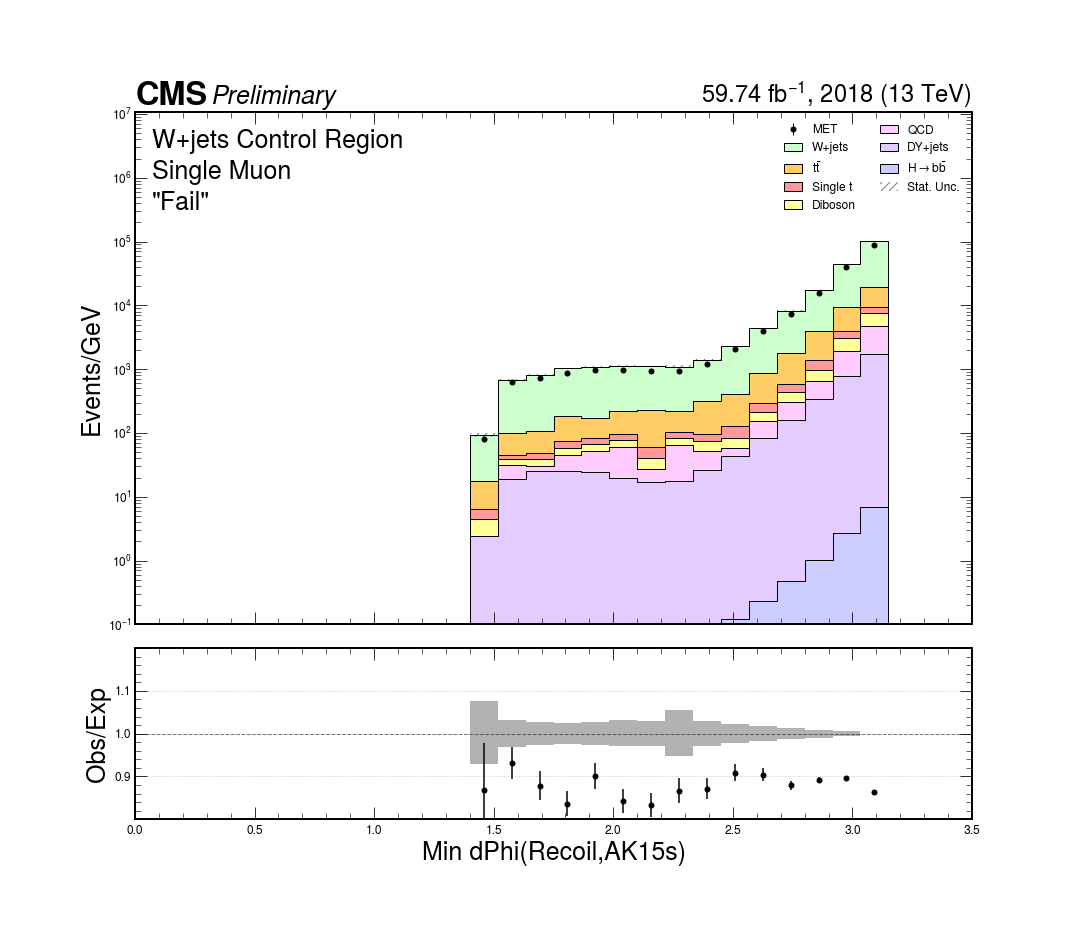 CMS Preliminary 59.74 fb⁻¹, 2018 (13 TeV)
W+jets Control Region
Single Muon
"Fail"
MET
W+jets
tt̄
Single t
Diboson
QCD
DY+jets
H→bb̄
Stat. Unc.
Events/GeV
10⁷
10⁶
10⁵
10⁴
10³
10²
10¹
10⁰
10⁻¹
Obs/Exp
1.1
1.0
0.9
0.0 0.5 1.0 1.5 2.0 2.5 3.0 3.5
Min dPhi(Recoil,AK15s)